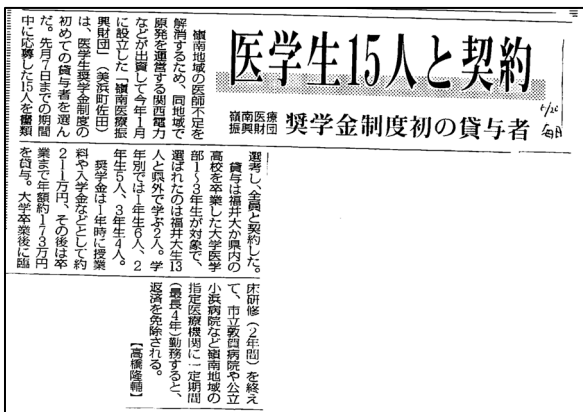 医学生15人と契約
嶺南医療
振興財団
奨学金制度初の貸与者
5/26
毎日
嶺南地域の医師不足を
解消するため、同地域で
原発を運営する関西電力
などが出資して今年1月
に設立した「嶺南医療振
興財団」（美浜町佐田）
は、医学生奨学金制度の
初めての貸与者を選ん
だ。先月7日までの期間
中に応募した15人を書類
選考し、全員と契約した。
貸与は福井大か県内の
高校を卒業した大学医学
部1～3年生が対象で、
選ばれたのは福井大生13
人と県外で学ぶ2人。学
年別では1年生6人、2
年生5人、3年生4人。
奨学金は1年時に授業
料や入学金などとして約
211万円、その後は卒
業まで年額約173万円
を貸与。大学卒業後に臨
床研修（2年間）を終え
て、市立敦賀病院や公立
小浜病院など嶺南地域の
指定医療機関に一定期間
（最長4年）勤務すると、
返済を免除される。
【高橋隆輔】